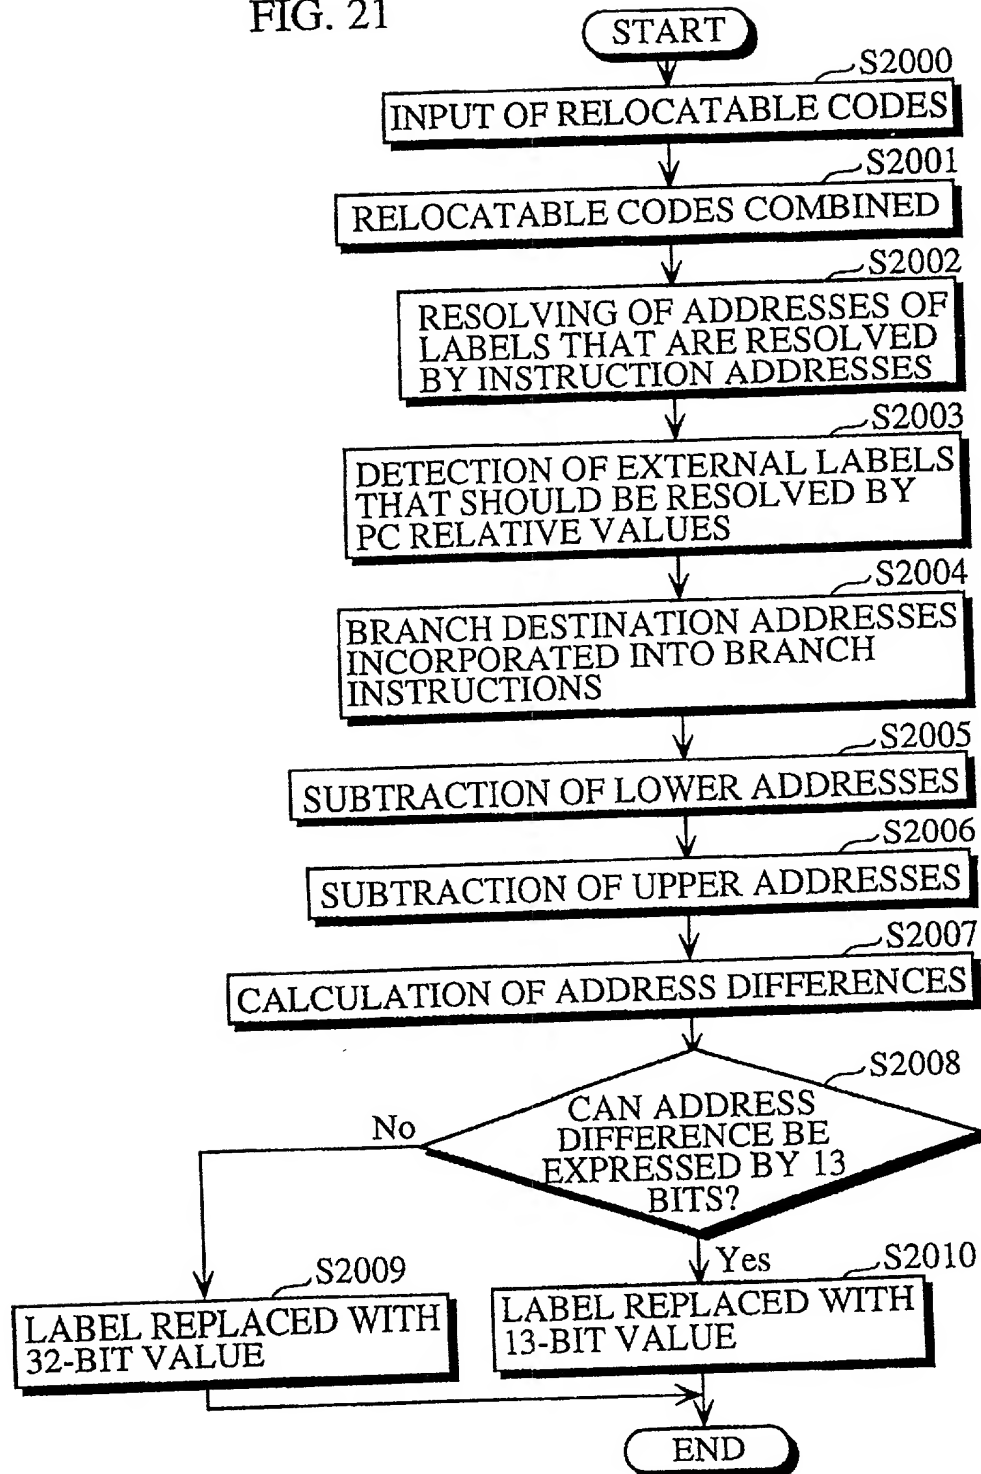 FIG. 21
START
S2000
INPUT OF RELOCATABLE CODES
S2001
RELOCATABLE CODES COMBINED
S2002
RESOLVING OF ADDRESSES OF
LABELS THAT ARE RESOLVED
BY INSTRUCTION ADDRESSES
S2003
DETECTION OF EXTERNAL LABELS
THAT SHOULD BE RESOLVED BY
PC RELATIVE VALUES
S2004
BRANCH DESTINATION ADDRESSES
INCORPORATED INTO BRANCH
INSTRUCTIONS
S2005
SUBTRACTION OF LOWER ADDRESSES
S2006
SUBTRACTION OF UPPER ADDRESSES
S2007
CALCULATION OF ADDRESS DIFFERENCES
S2008
CAN ADDRESS
DIFFERENCE BE
EXPRESSED BY 13
BITS?
No
Yes
S2009
LABEL REPLACED WITH
32-BIT VALUE
S2010
LABEL REPLACED WITH
13-BIT VALUE
END